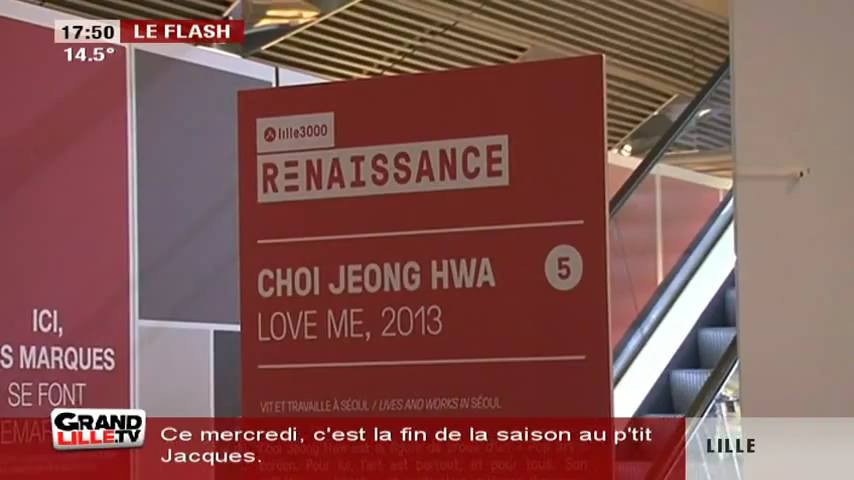 17:50 LE FLASH
14.5°
lille3000
RENAISSANCE
CHOI JEONG HWA
LOVE ME, 2013
5
VIT ET TRAVAILLE À SÉOUL / LIVES AND WORKS IN SÉOUL
ICI,
S MARQUES
SE FONT
EMAR
GRAND
LILLE.TV
Ce mercredi, c'est la fin de la saison au p'tit
Jacques.
LILLE